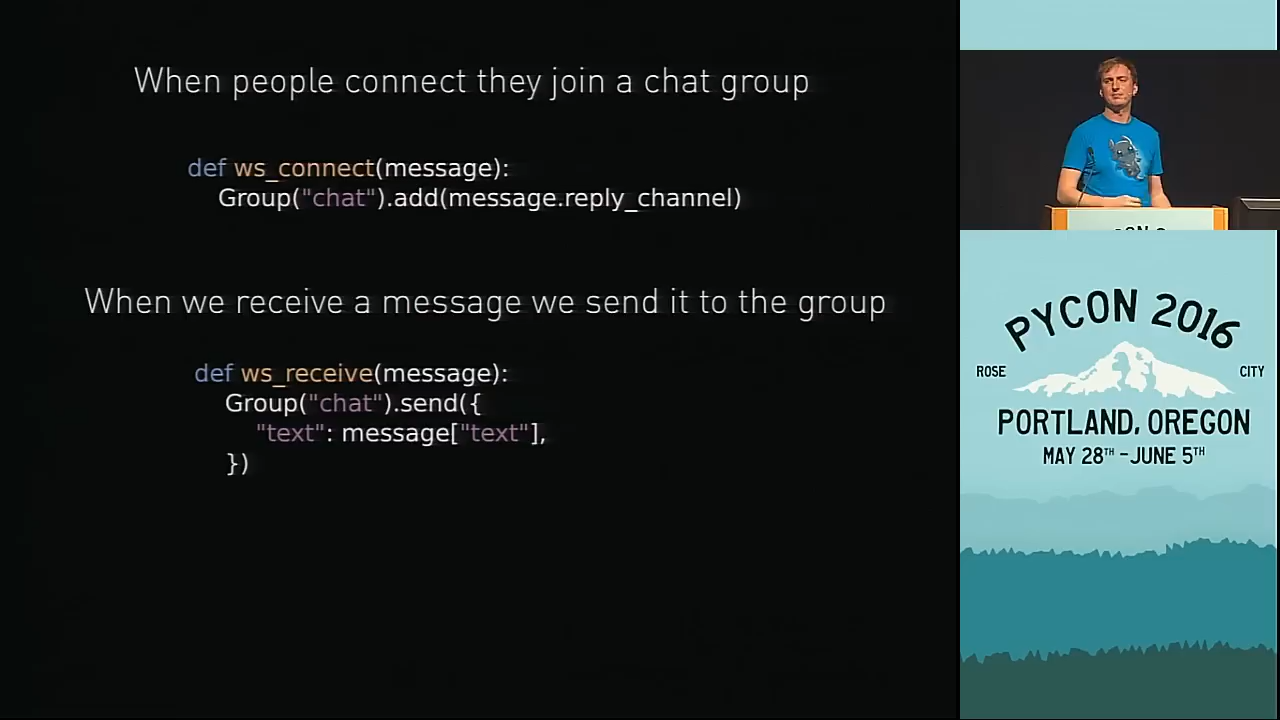 When people connect they join a chat group
def ws_connect(message):
Group("chat").add(message.reply_channel)
When we receive a message we send it to the group
def ws_receive(message):
Group("chat").send({
"text": message["text"],
})
PYCON 2016
ROSE CITY
PORTLAND, OREGON
MAY 28TH - JUNE 5TH